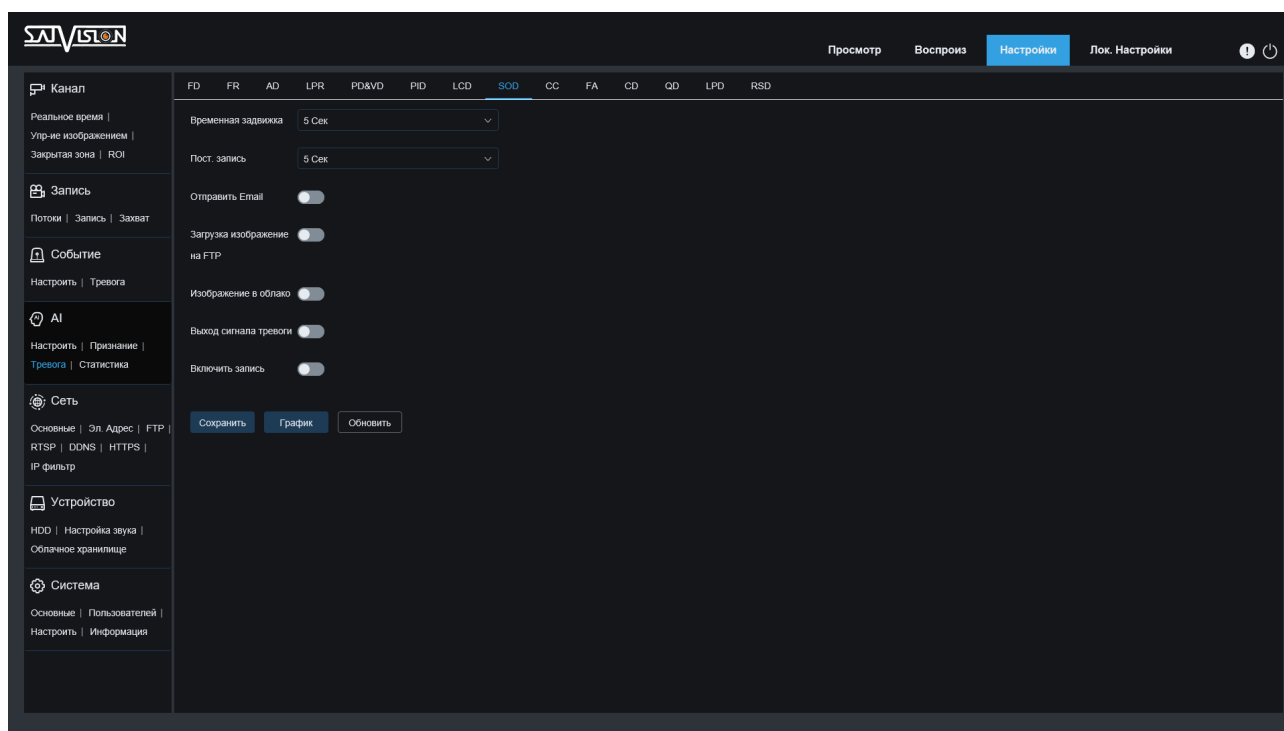 SATVISION
Просмотр Воспроиз Настройки Лок. Настройки
Канал
Реальное время |
Упр-ие изображением |
Закрытая зона | ROI
Запись
Потоки | Запись | Захват
Событие
Настроить | Тревога
AI
Настроить | Признание |
Тревога | Статистика
Сеть
Основные | Эл. Адрес | FTP |
RTSP | DDNS | HTTPS |
IP фильтр
Устройство
HDD | Настройка звука |
Облачное хранилище
Система
Основные | Пользователей |
Настроить | Информация
FD FR AD LPR PD&VD PID LCD SOD CC FA CD QD LPD RSD
Временная задвижка 5 Сек
Пост. запись 5 Сек
Отправить Email
Загрузка изображение
на FTP
Изображение в облако
Выход сигнала тревоги
Включить запись
Сохранить График Обновить